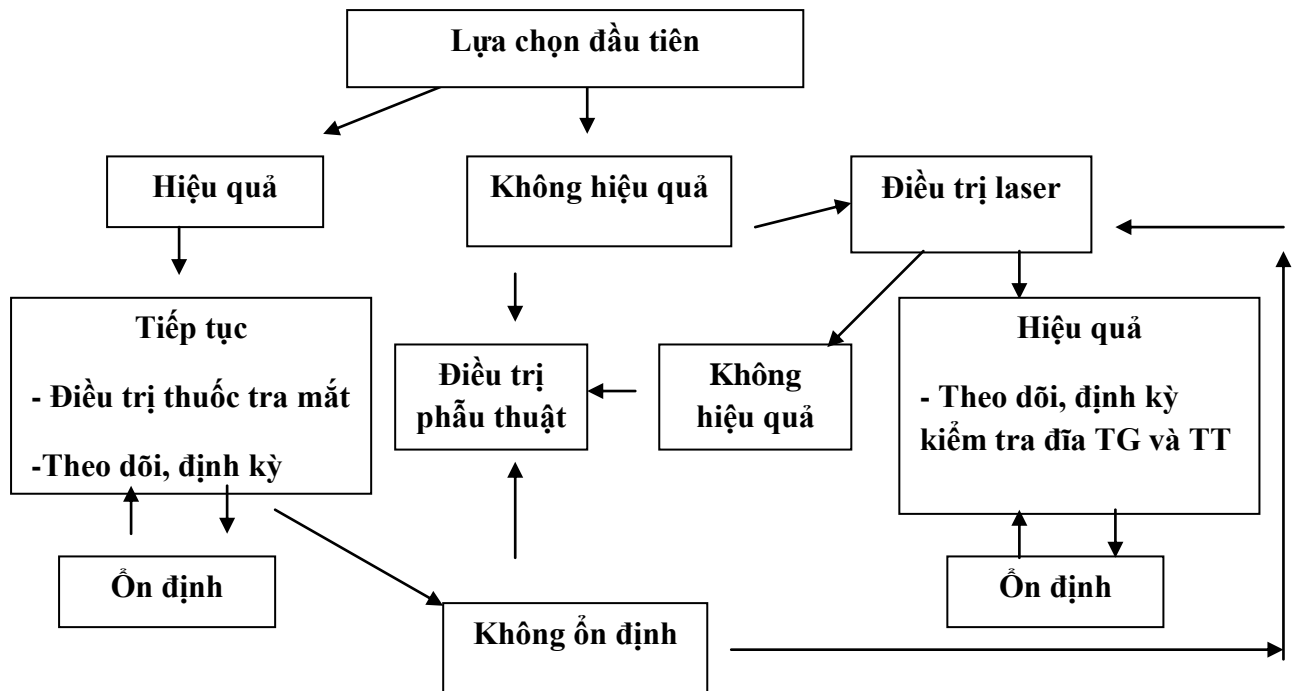 Lựa chọn đầu tiên
Hiệu quả
Không hiệu quả
Điều trị laser
Tiếp tục
- Điều trị thuốc tra mắt
-Theo dõi, định kỳ
Điều trị
phẫu thuật
Không
hiệu quả
Hiệu quả
- Theo dõi, định kỳ
kiểm tra đĩa TG và TT
Ổn định
Không ổn định
Ổn định